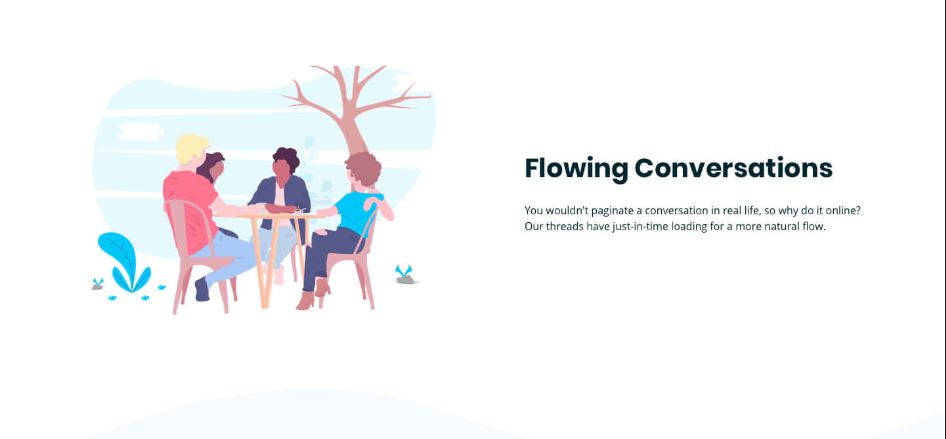 Flowing Conversations
You wouldn't paginate a conversation in real life, so why do it online?
Our threads have just-in-time loading for a more natural flow.